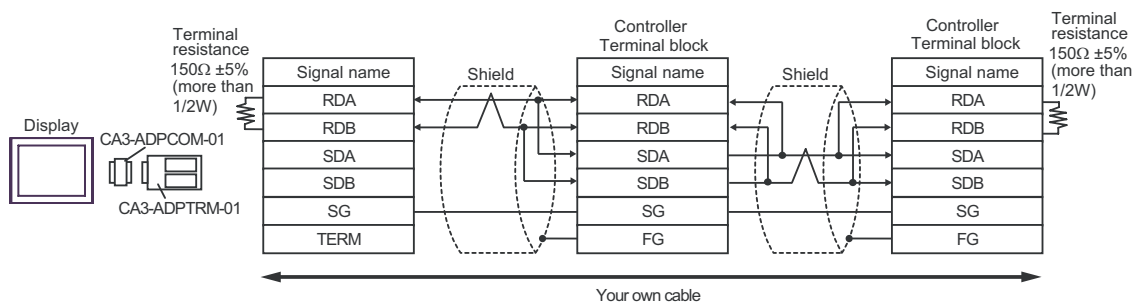 Display
CA3-ADPCOM-01
CA3-ADPTRM-01
Terminal
resistance
150Ω ±5%
(more than
1/2W)
Signal name
RDA
RDB
SDA
SDB
SG
TERM
Shield
Controller
Terminal block
Signal name
RDA
RDB
SDA
SDB
SG
FG
Shield
Controller
Terminal block
Signal name
RDA
RDB
SDA
SDB
SG
FG
Terminal
resistance
150Ω ±5%
(more than
1/2W)
Your own cable